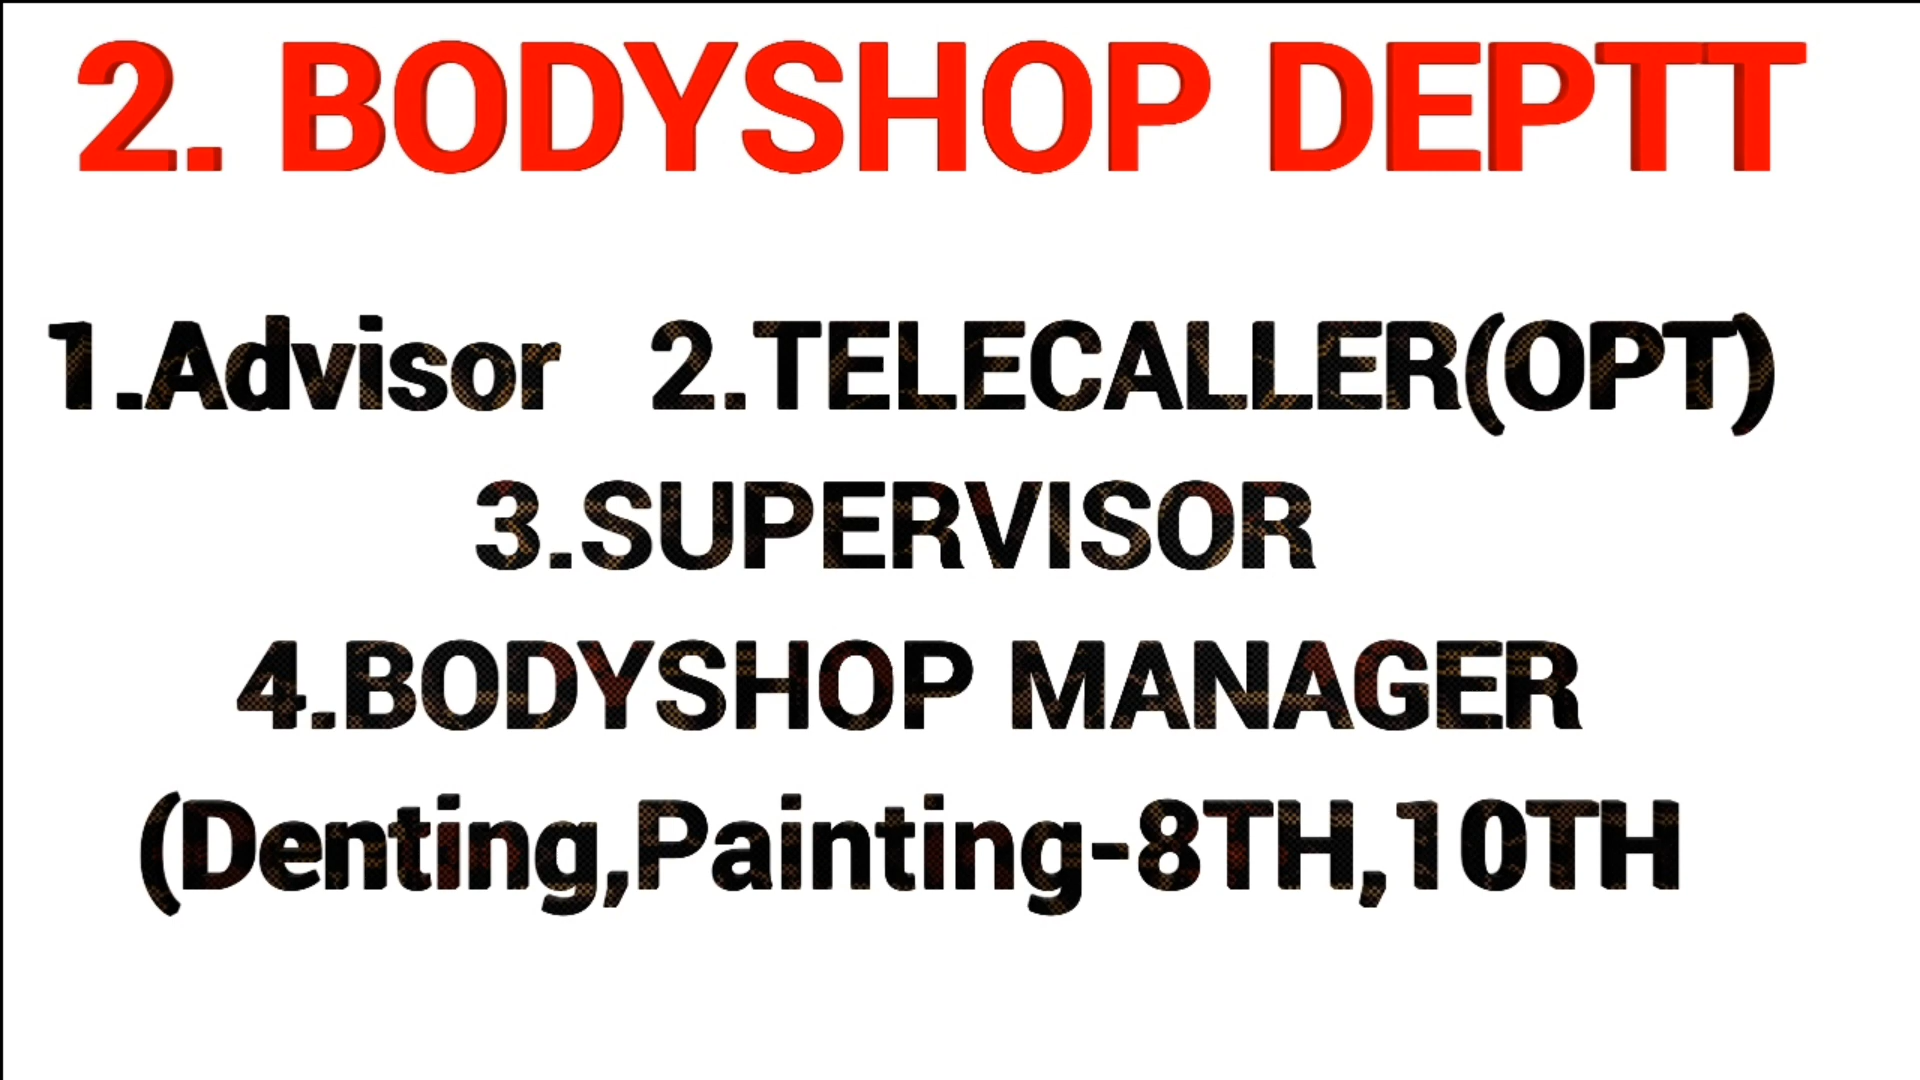 2. BODYSHOP DEPTT
1.Advisor 2.TELECALLER(OPT)
3.SUPERVISOR
4.BODYSHOP MANAGER
(Denting,Painting-8TH,10TH